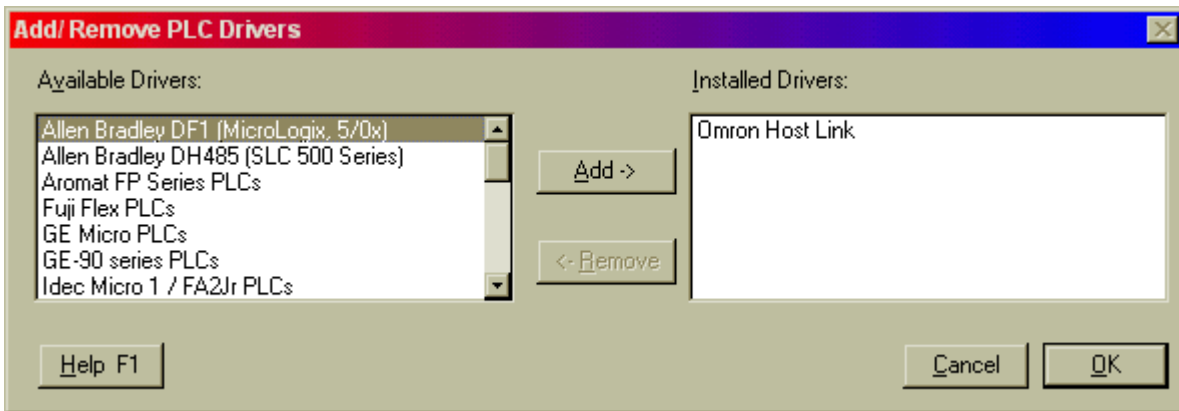 Add/ Remove PLC Drivers
Available Drivers:
Allen Bradley DF1 (MicroLogix, 5/0x)
Allen Bradley DH485 (SLC 500 Series)
Aromat FP Series PLCs
Fuji Flex PLCs
GE Micro PLCs
GE-90 series PLCs
Idec Micro 1 / FA2Jr PLCs
Add ->
<- Remove
Installed Drivers:
Omron Host Link
Help F1
Cancel
OK